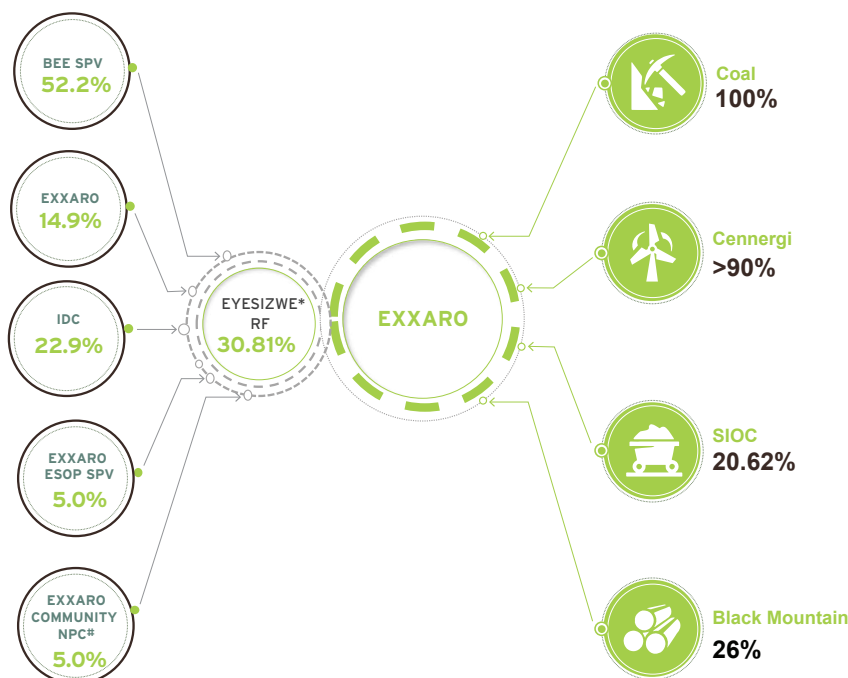 BEE SPV
52.2%
EXXARO
14.9%
IDC
22.9%
EXXARO
ESOP SPV
5.0%
EXXARO
COMMUNITY
NPC#
5.0%
EYESIZWE*
RF
30.81%
EXXARO
Coal
100%
Cennergi
>90%
SIOC
20.62%
Black Mountain
26%